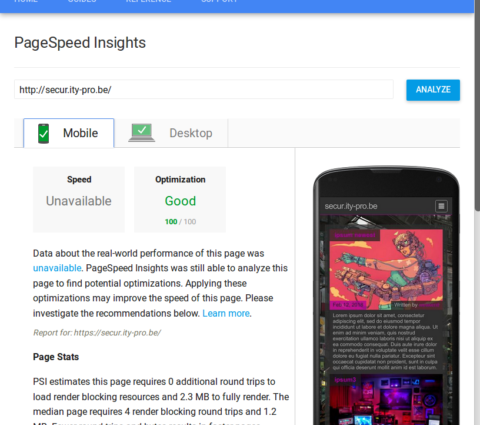 HOME GUIDES REFERENCE SUPPORT
PageSpeed Insights
http://secur.ity-pro.be/
ANALYZE
Mobile
Desktop
Speed
Unavailable
Optimization
Good
100 / 100
Data about the real-world performance of this page was
unavailable. PageSpeed Insights was still able to analyze this
page to find potential optimizations. Applying these
optimizations may improve the speed of this page. Please
investigate the recommendations below. Learn more.
Report for: https://secur.ity-pro.be/
Page Stats
PSI estimates this page requires 0 additional round trips to
load render blocking resources and 2.3 MB to fully render. The
median page requires 4 render blocking round trips and 1.2
secur.ity-pro.be
Written by
Lorem ipsum dolor sit amet, consectetur
adipiscing elit, sed do eiusmod tempor
incididunt ut labore et dolore magna aliqua. Ut
enim ad minim veniam, quis nostrud
exercitation ullamco laboris nisi ut aliquip ex
ea commodo consequat. Duis aute irure dolor
in reprehenderit in voluptate velit esse cillum
dolore eu fugiat nulla pariatur. Excepteur sint
occaecat cupidatat non proident, sunt in culpa
qui officia deserunt mollit anim id est laborum.